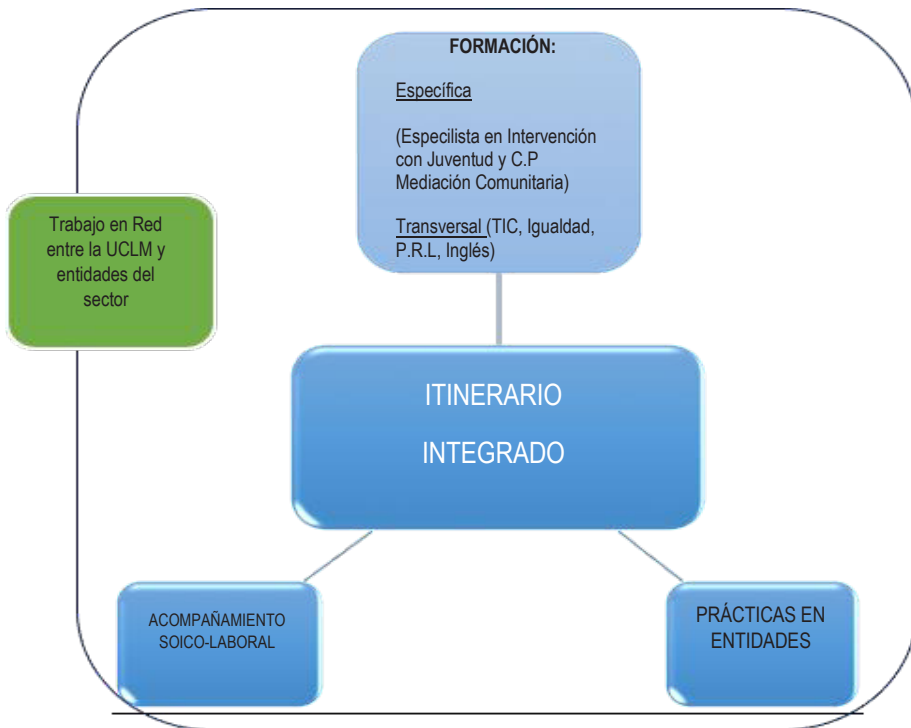 FORMACIÓN:
Específica
(Especilista en Intervención
con Juventud y C.P
Mediación Comunitaria)
Transversal (TIC, Igualdad,
P.R.L, Inglés)
Trabajo en Red
entre la UCLM y
entidades del
sector
ITINERARIO
INTEGRADO
ACOMPAÑAMIENTO
SOICO-LABORAL
PRÁCTICAS EN
ENTIDADES